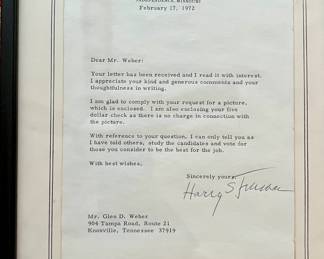 INDEPENDENCE, MISSOURI
February 17, 1972
Dear Mr. Weber:
Your letter has been received and I read it with interest.
I appreciate your kind and generous comments and your
thoughtfulness in writing.
I am glad to comply with your request for a picture,
which is enclosed. I am also enclosing your five
dollar check as there is no charge in connection with
the picture.
With reference to your question, I can only tell you as
I have told others, study the candidates and vote for
those you consider to be the best for the job.
With best wishes,
Sincerely yours,
Harry S Truman
Mr. Glen D. Weber
904 Tampa Road, Route 21
Knoxville, Tennessee 37919